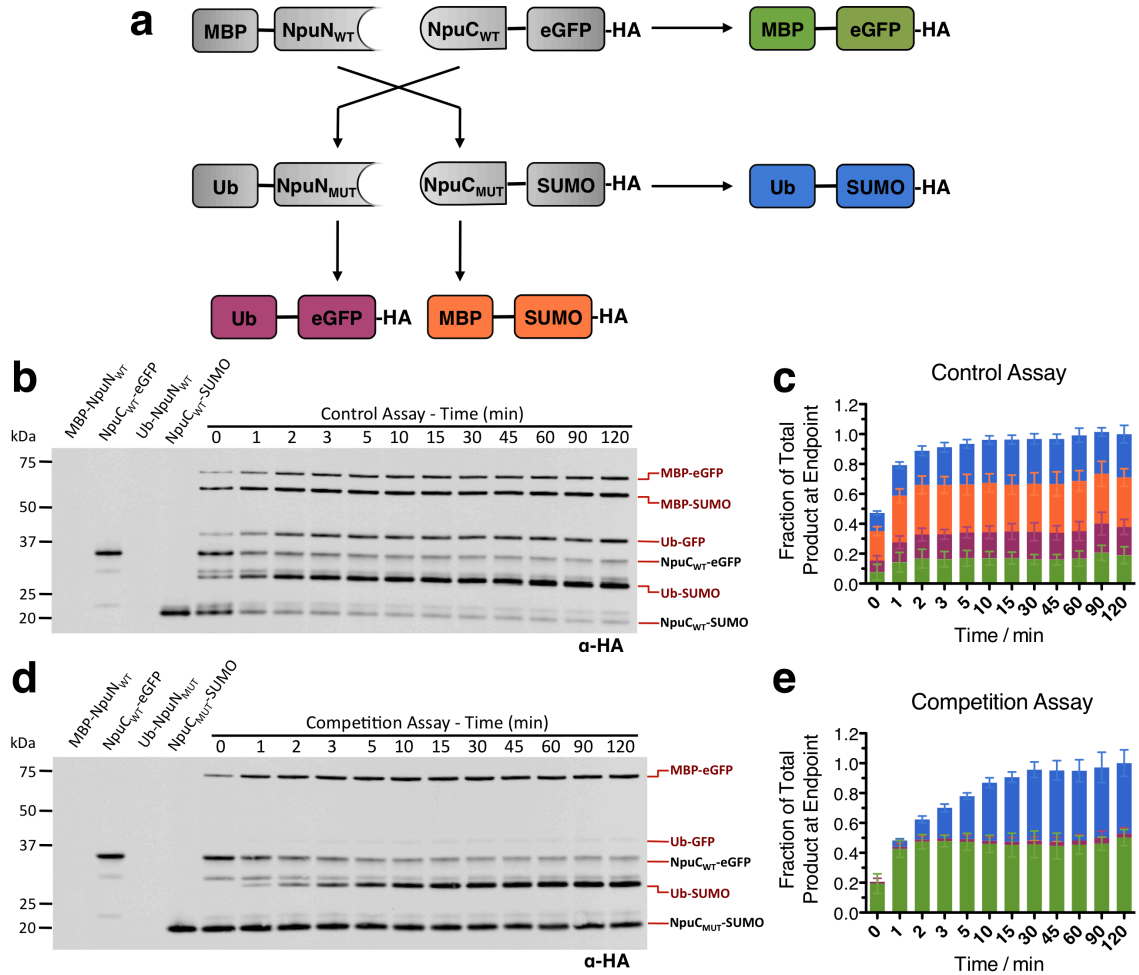 a
MBP NpuN_WT NpuC_WT eGFP -HA MBP eGFP -HA
Ub NpuN_MUT NpuC_MUT SUMO -HA Ub SUMO -HA
Ub eGFP -HA MBP SUMO -HA
b
MBP-NpuN_WT
NpuC_WT-eGFP
Ub-NpuN_WT
NpuC_WT-SUMO
Control Assay - Time (min)
kDa 0 1 2 3 5 10 15 30 45 60 90 120
75
50
37
25
20
MBP-eGFP
MBP-SUMO
Ub-GFP
NpuC_WT-eGFP
Ub-SUMO
NpuC_WT-SUMO
α-HA
c
Control Assay
Fraction of Total
Product at Endpoint
1.2
1.0
0.8
0.6
0.4
0.2
0.0
0 1 2 3 5 10 15 30 45 60 90 120
Time / min
d
MBP-NpuN_WT
NpuC_WT-eGFP
Ub-NpuN_MUT
NpuC_MUT-SUMO
Competition Assay - Time (min)
kDa 0 1 2 3 5 10 15 30 45 60 90 120
75
50
37
25
20
MBP-eGFP
Ub-GFP
NpuC_WT-eGFP
Ub-SUMO
NpuC_MUT-SUMO
α-HA
e
Competition Assay
Fraction of Total
Product at Endpoint
1.2
1.0
0.8
0.6
0.4
0.2
0.0
0 1 2 3 5 10 15 30 45 60 90 120
Time / min